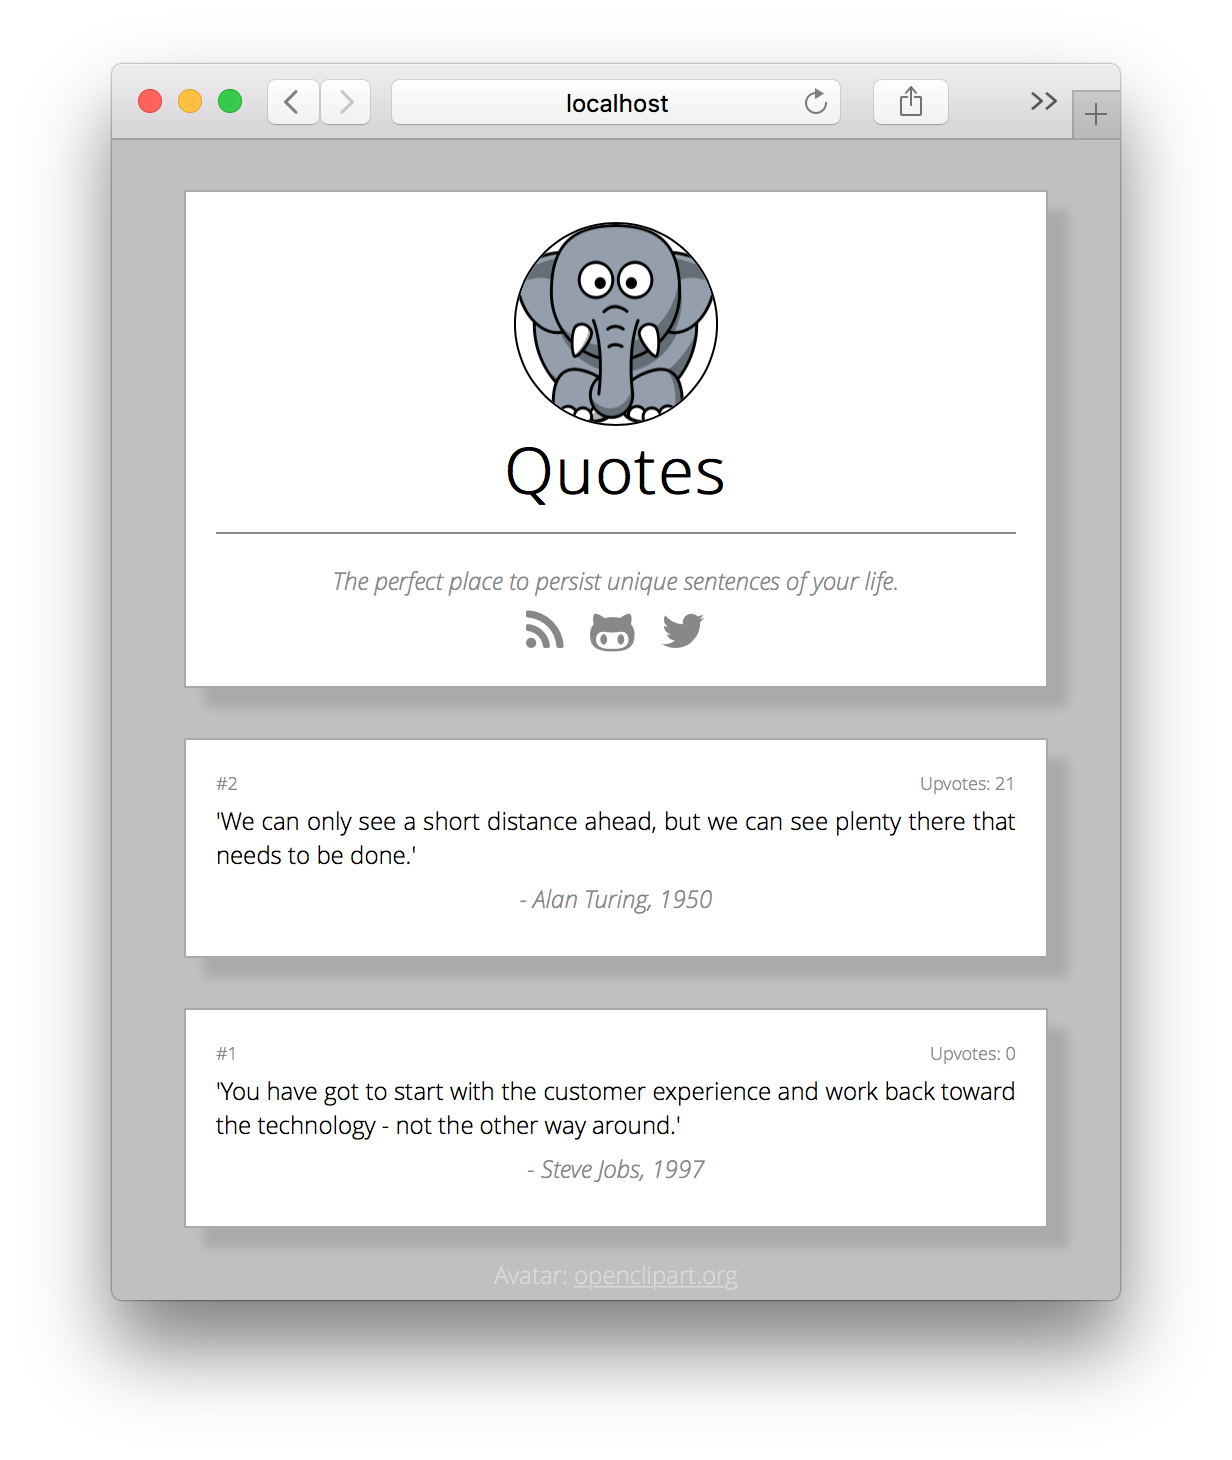 localhost
Quotes
The perfect place to persist unique sentences of your life.
#2 Upvotes: 21
'We can only see a short distance ahead, but we can see plenty there that
needs to be done.'
- Alan Turing, 1950
#1 Upvotes: 0
'You have got to start with the customer experience and work back toward
the technology - not the other way around.'
- Steve Jobs, 1997
Avatar: openclipart.org